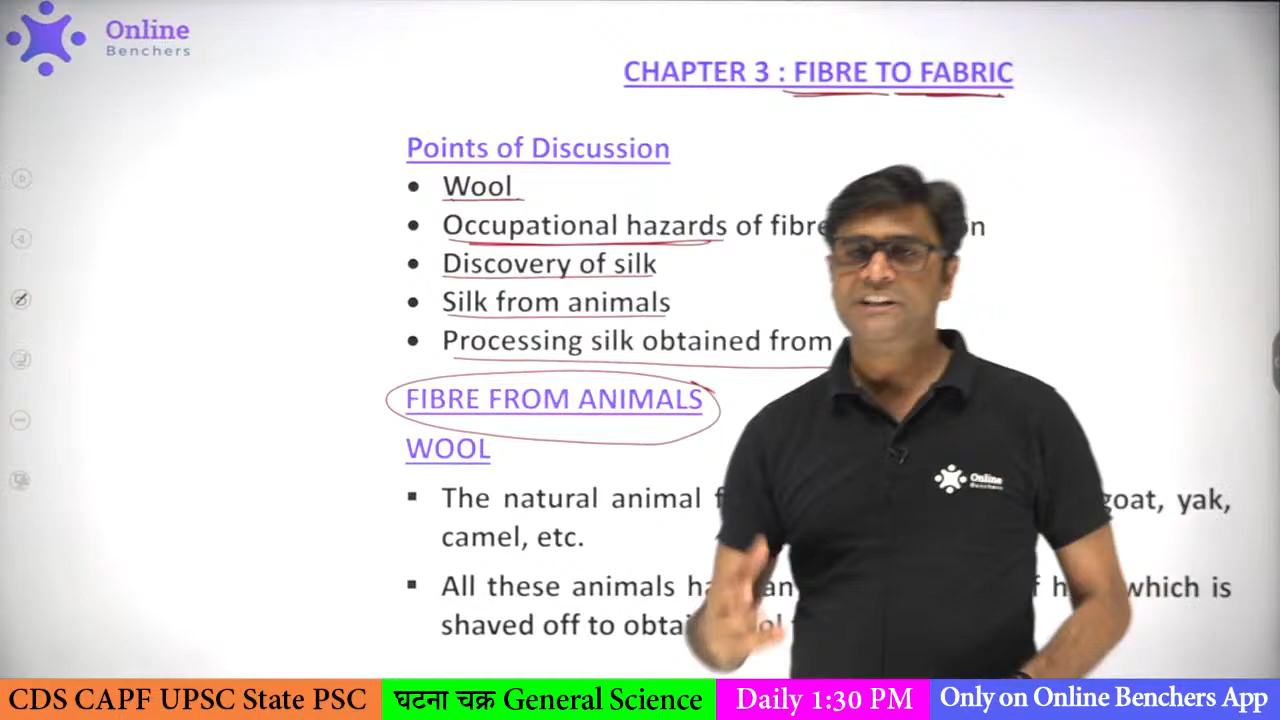 Online
Benchers
CHAPTER 3 : FIBRE TO FABRIC
Points of Discussion
• Wool
• Occupational hazards of fibre
• Discovery of silk
• Silk from animals
• Processing silk obtained from
FIBRE FROM ANIMALS
WOOL
▪ The natural animal goat, yak,
camel, etc.
▪ All these animals which is
shaved off to
Online
Benchers
CDS CAPF UPSC State PSC
घटना चक्र General Science
Daily 1:30 PM
Only on Online Benchers App